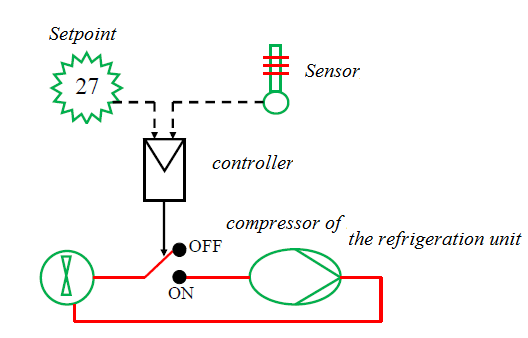 Setpoint
27
Sensor
controller
compressor of
the refrigeration unit
OFF
ON